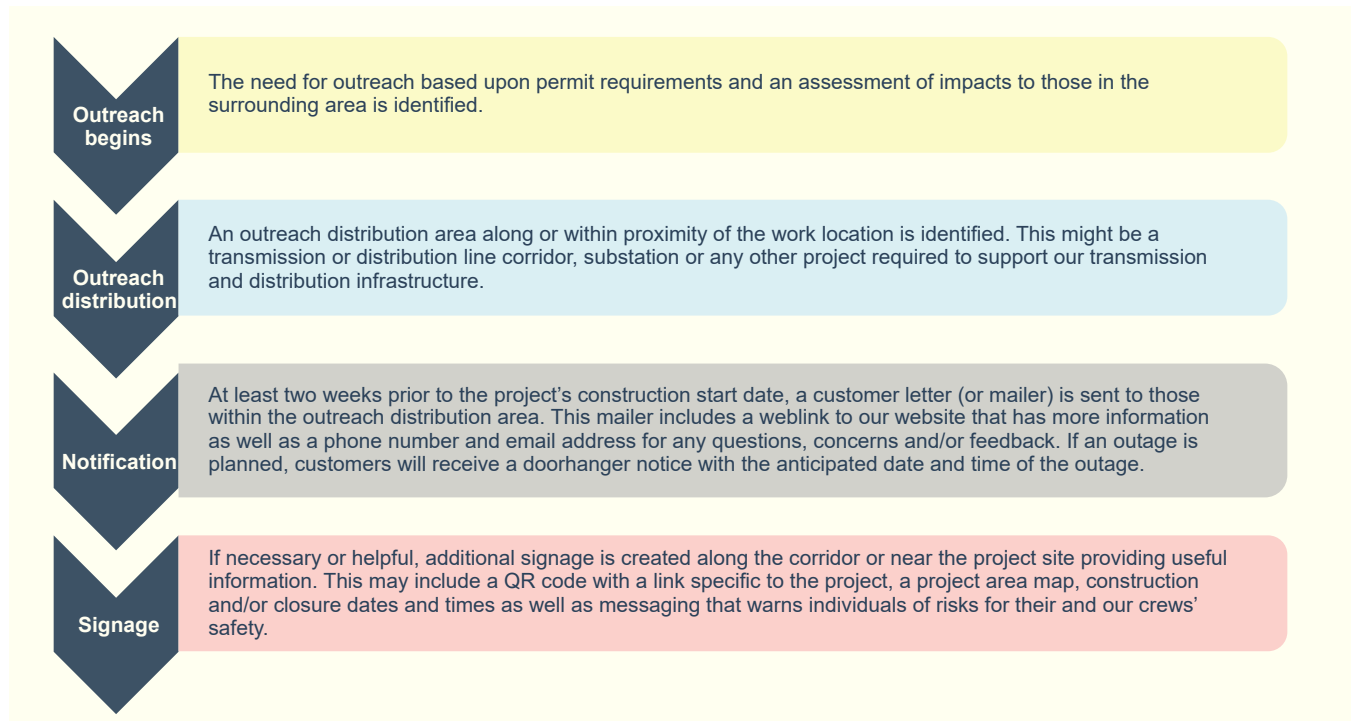 Outreach
begins
The need for outreach based upon permit requirements and an assessment of impacts to those in the
surrounding area is identified.
Outreach
distribution
An outreach distribution area along or within proximity of the work location is identified. This might be a
transmission or distribution line corridor, substation or any other project required to support our transmission
and distribution infrastructure.
Notification
At least two weeks prior to the project’s construction start date, a customer letter (or mailer) is sent to those
within the outreach distribution area. This mailer includes a weblink to our website that has more information
as well as a phone number and email address for any questions, concerns and/or feedback. If an outage is
planned, customers will receive a doorhanger notice with the anticipated date and time of the outage.
Signage
If necessary or helpful, additional signage is created along the corridor or near the project site providing useful
information. This may include a QR code with a link specific to the project, a project area map, construction
and/or closure dates and times as well as messaging that warns individuals of risks for their and our crews’
safety.